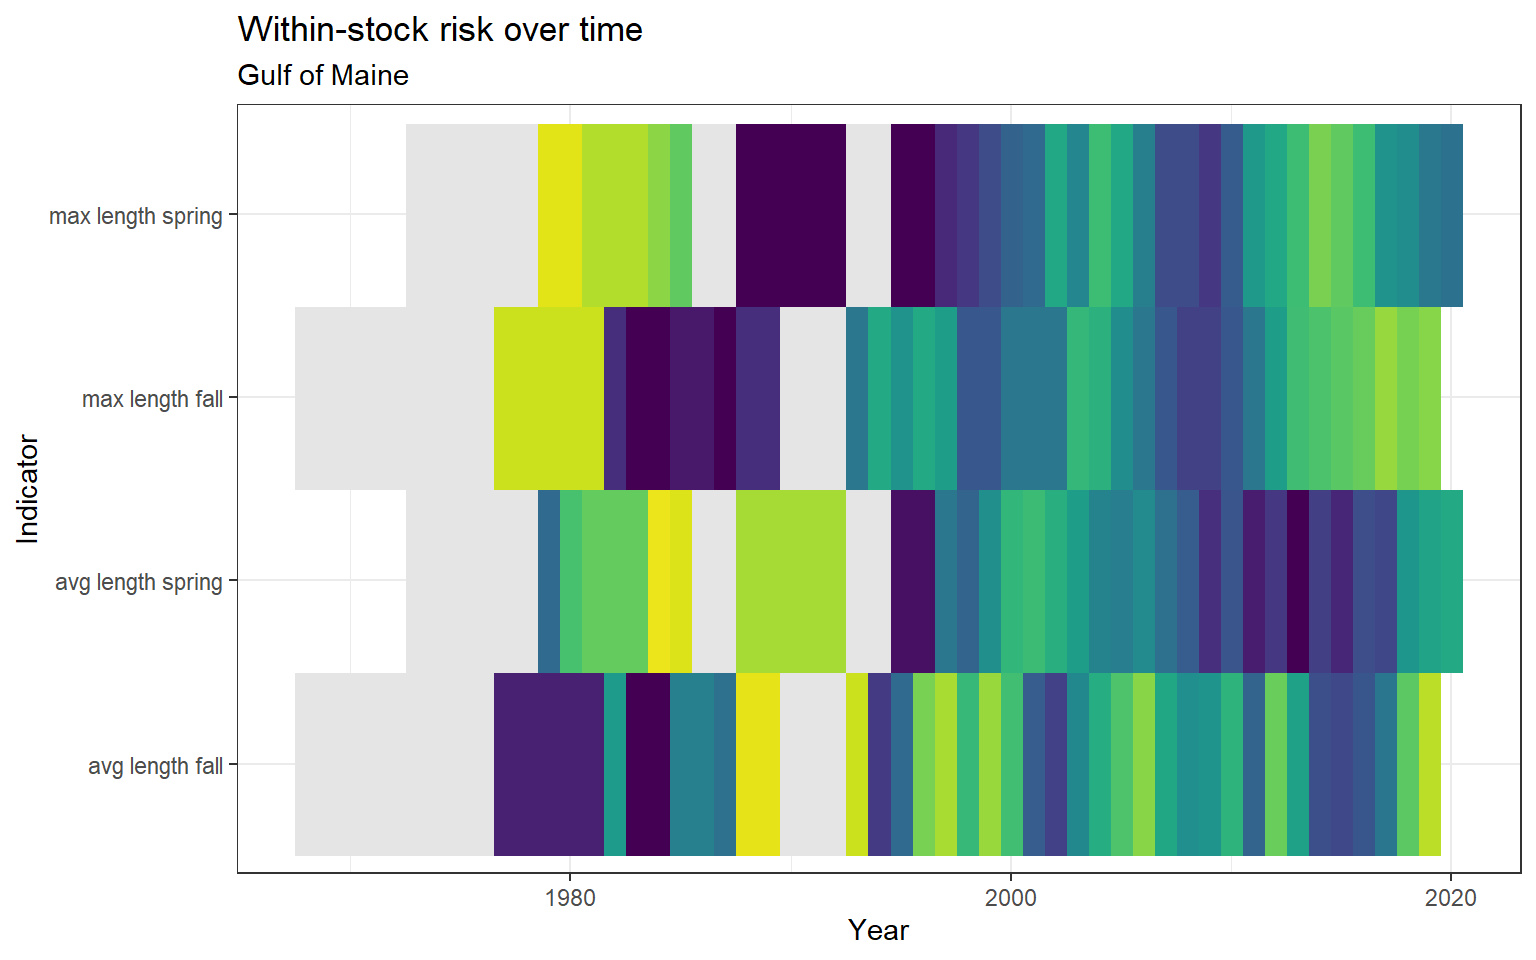 Within-stock risk over time
Gulf of Maine
max length spring
max length fall
avg length spring
avg length fall
Indicator
1980
2000
2020
Year